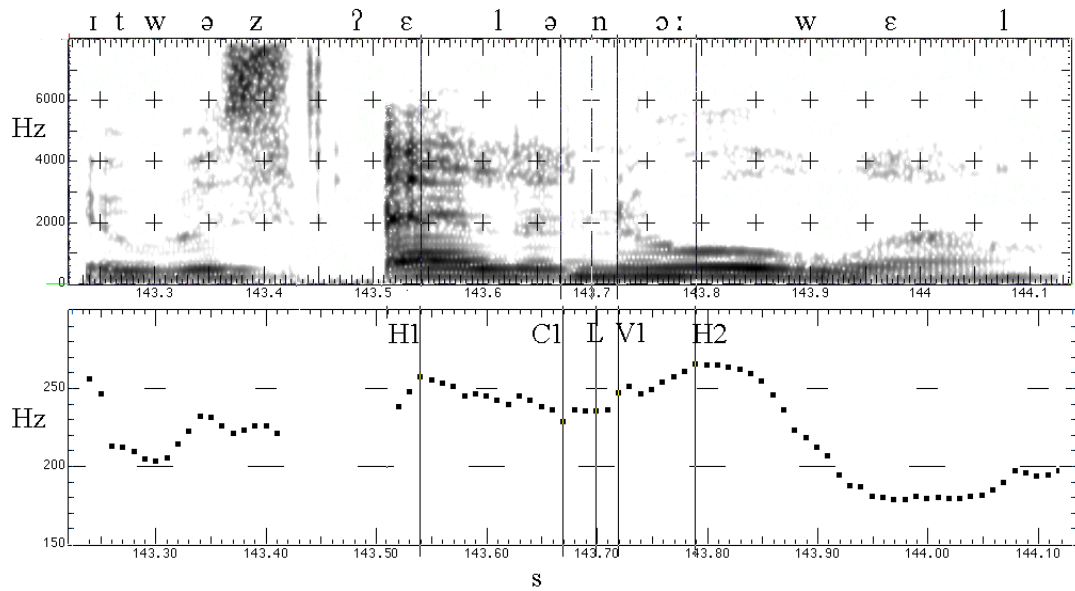 ɪ t w ə z ʔ ɛ l ə n ɔː w ɛ l
6000
Hz
4000
2000
0
143.3 143.4 143.5 143.6 143.7 143.8 143.9 144 144.1
H1 C1 L V1 H2
250
Hz
200
150
143.30 143.40 143.50 143.60 143.70 143.80 143.90 144.00 144.10
s